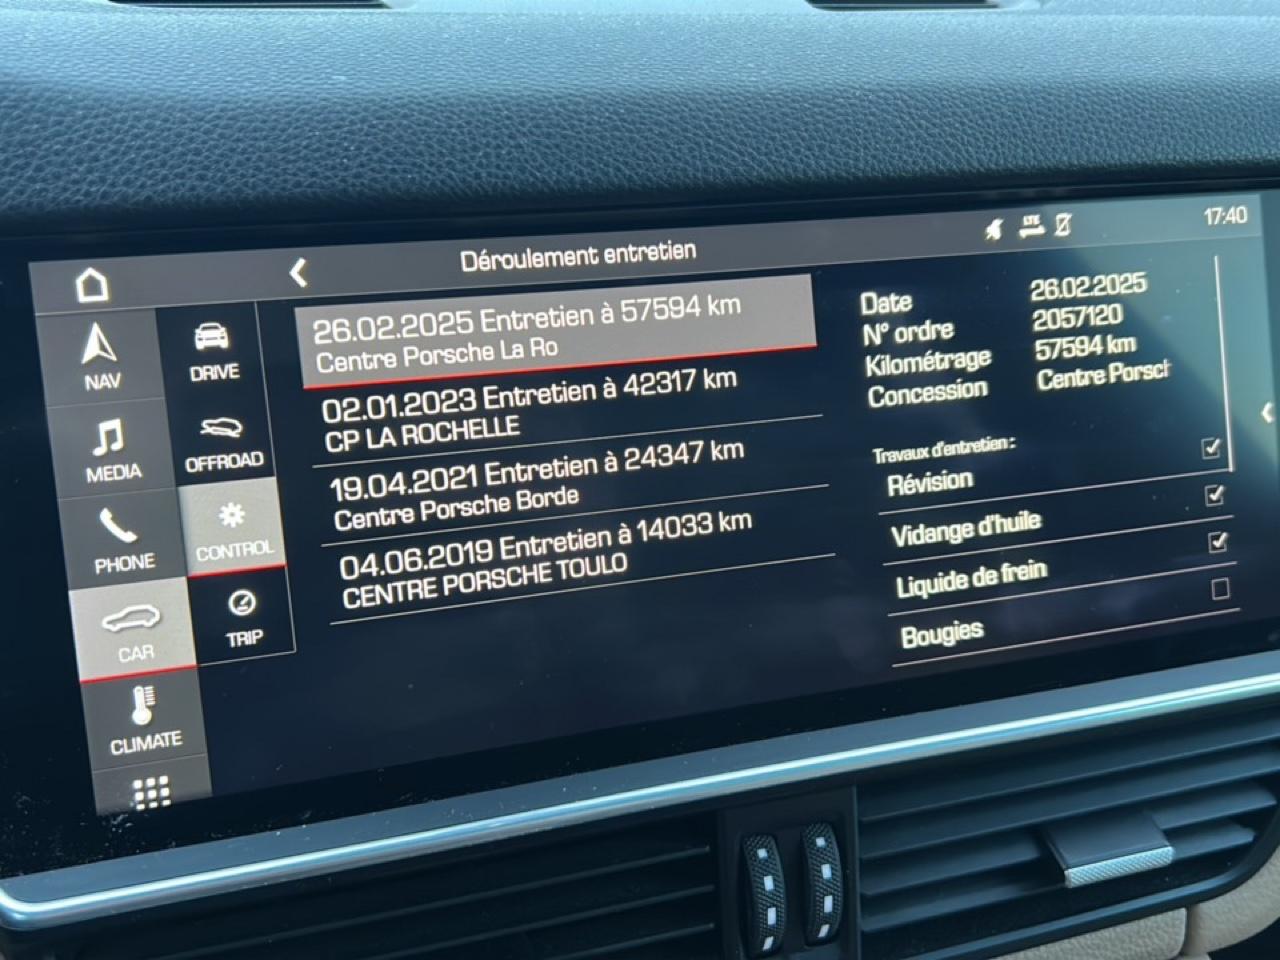 LTE
17:40
Déroulement entretien
NAV
MEDIA
PHONE
CAR
CLIMATE
DRIVE
OFFROAD
CONTROL
TRIP
26.02.2025 Entretien à 57594 km
Centre Porsche La Ro
02.01.2023 Entretien à 42317 km
CP LA ROCHELLE
19.04.2021 Entretien à 24347 km
Centre Porsche Borde
04.06.2019 Entretien à 14033 km
CENTRE PORSCHE TOULO
Date 26.02.2025
N° ordre 2057120
Kilométrage 57594 km
Concession Centre Porscl
Travaux d'entretien :
Révision
Vidange d'huile
Liquide de frein
Bougies